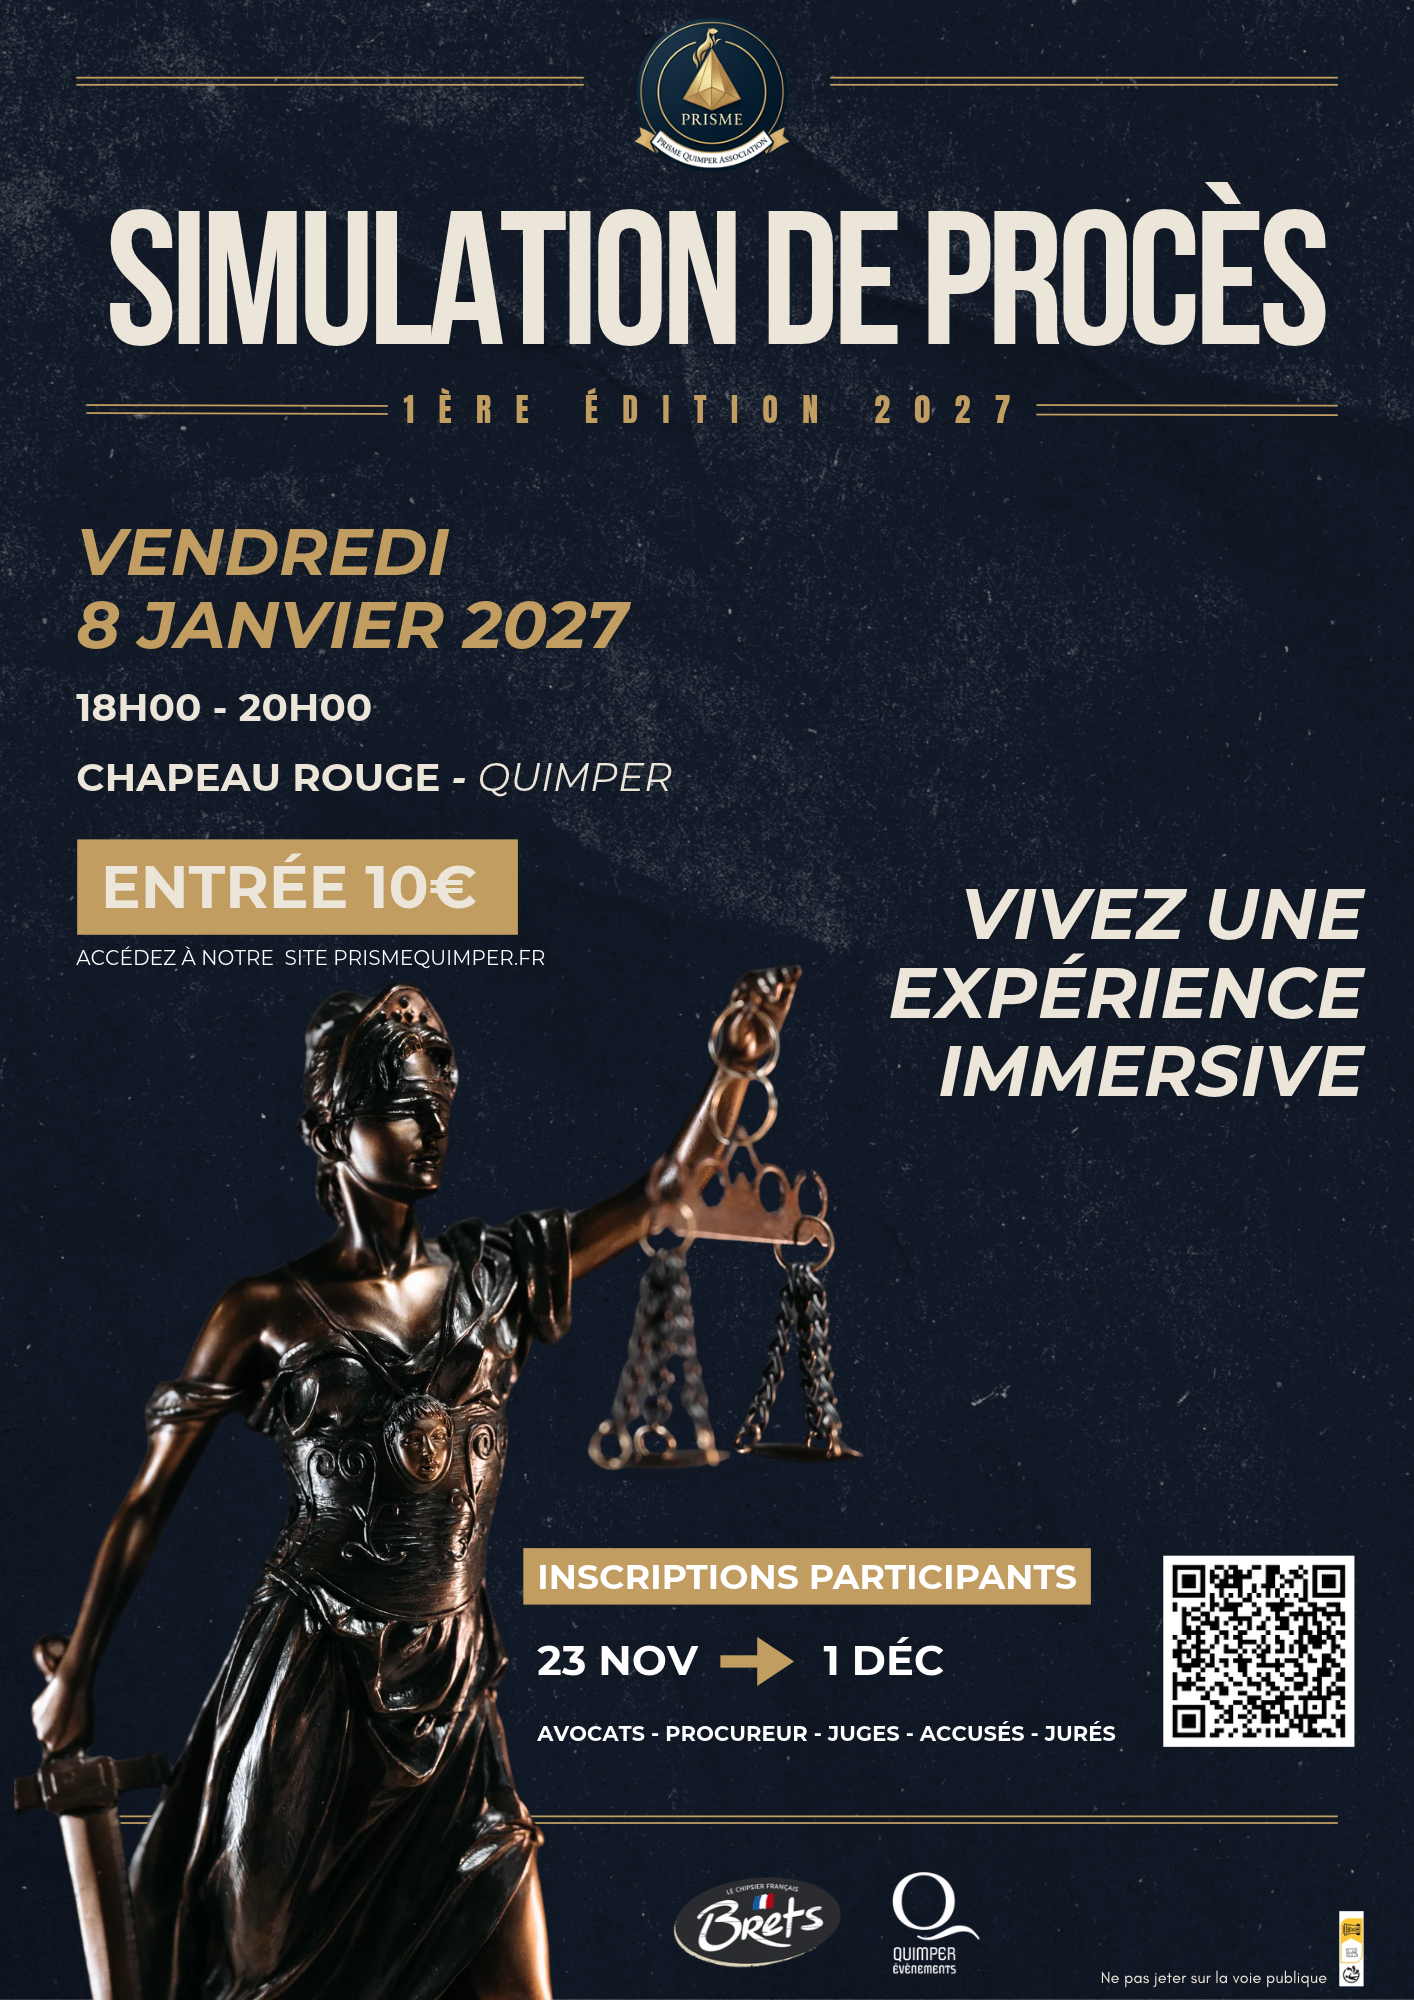 PRISME
PRISME QUIMPER ASSOCIATION
SIMULATION DE PROCÈS
1ÈRE ÉDITION 2027
VENDREDI
8 JANVIER 2027
18H00 - 20H00
CHAPEAU ROUGE - QUIMPER
ENTRÉE 10€
ACCÉDEZ À NOTRE SITE PRISMEQUIMPER.FR
VIVEZ UNE
EXPÉRIENCE
IMMERSIVE
INSCRIPTIONS PARTICIPANTS
23 NOV
1 DÉC
AVOCATS - PROCUREUR - JUGES - ACCUSÉS - JURÉS
LE CHIPSIER FRANÇAIS
BRETS
QUIMPER
ÉVÉNEMENTS
Ne pas jeter sur la voie publique